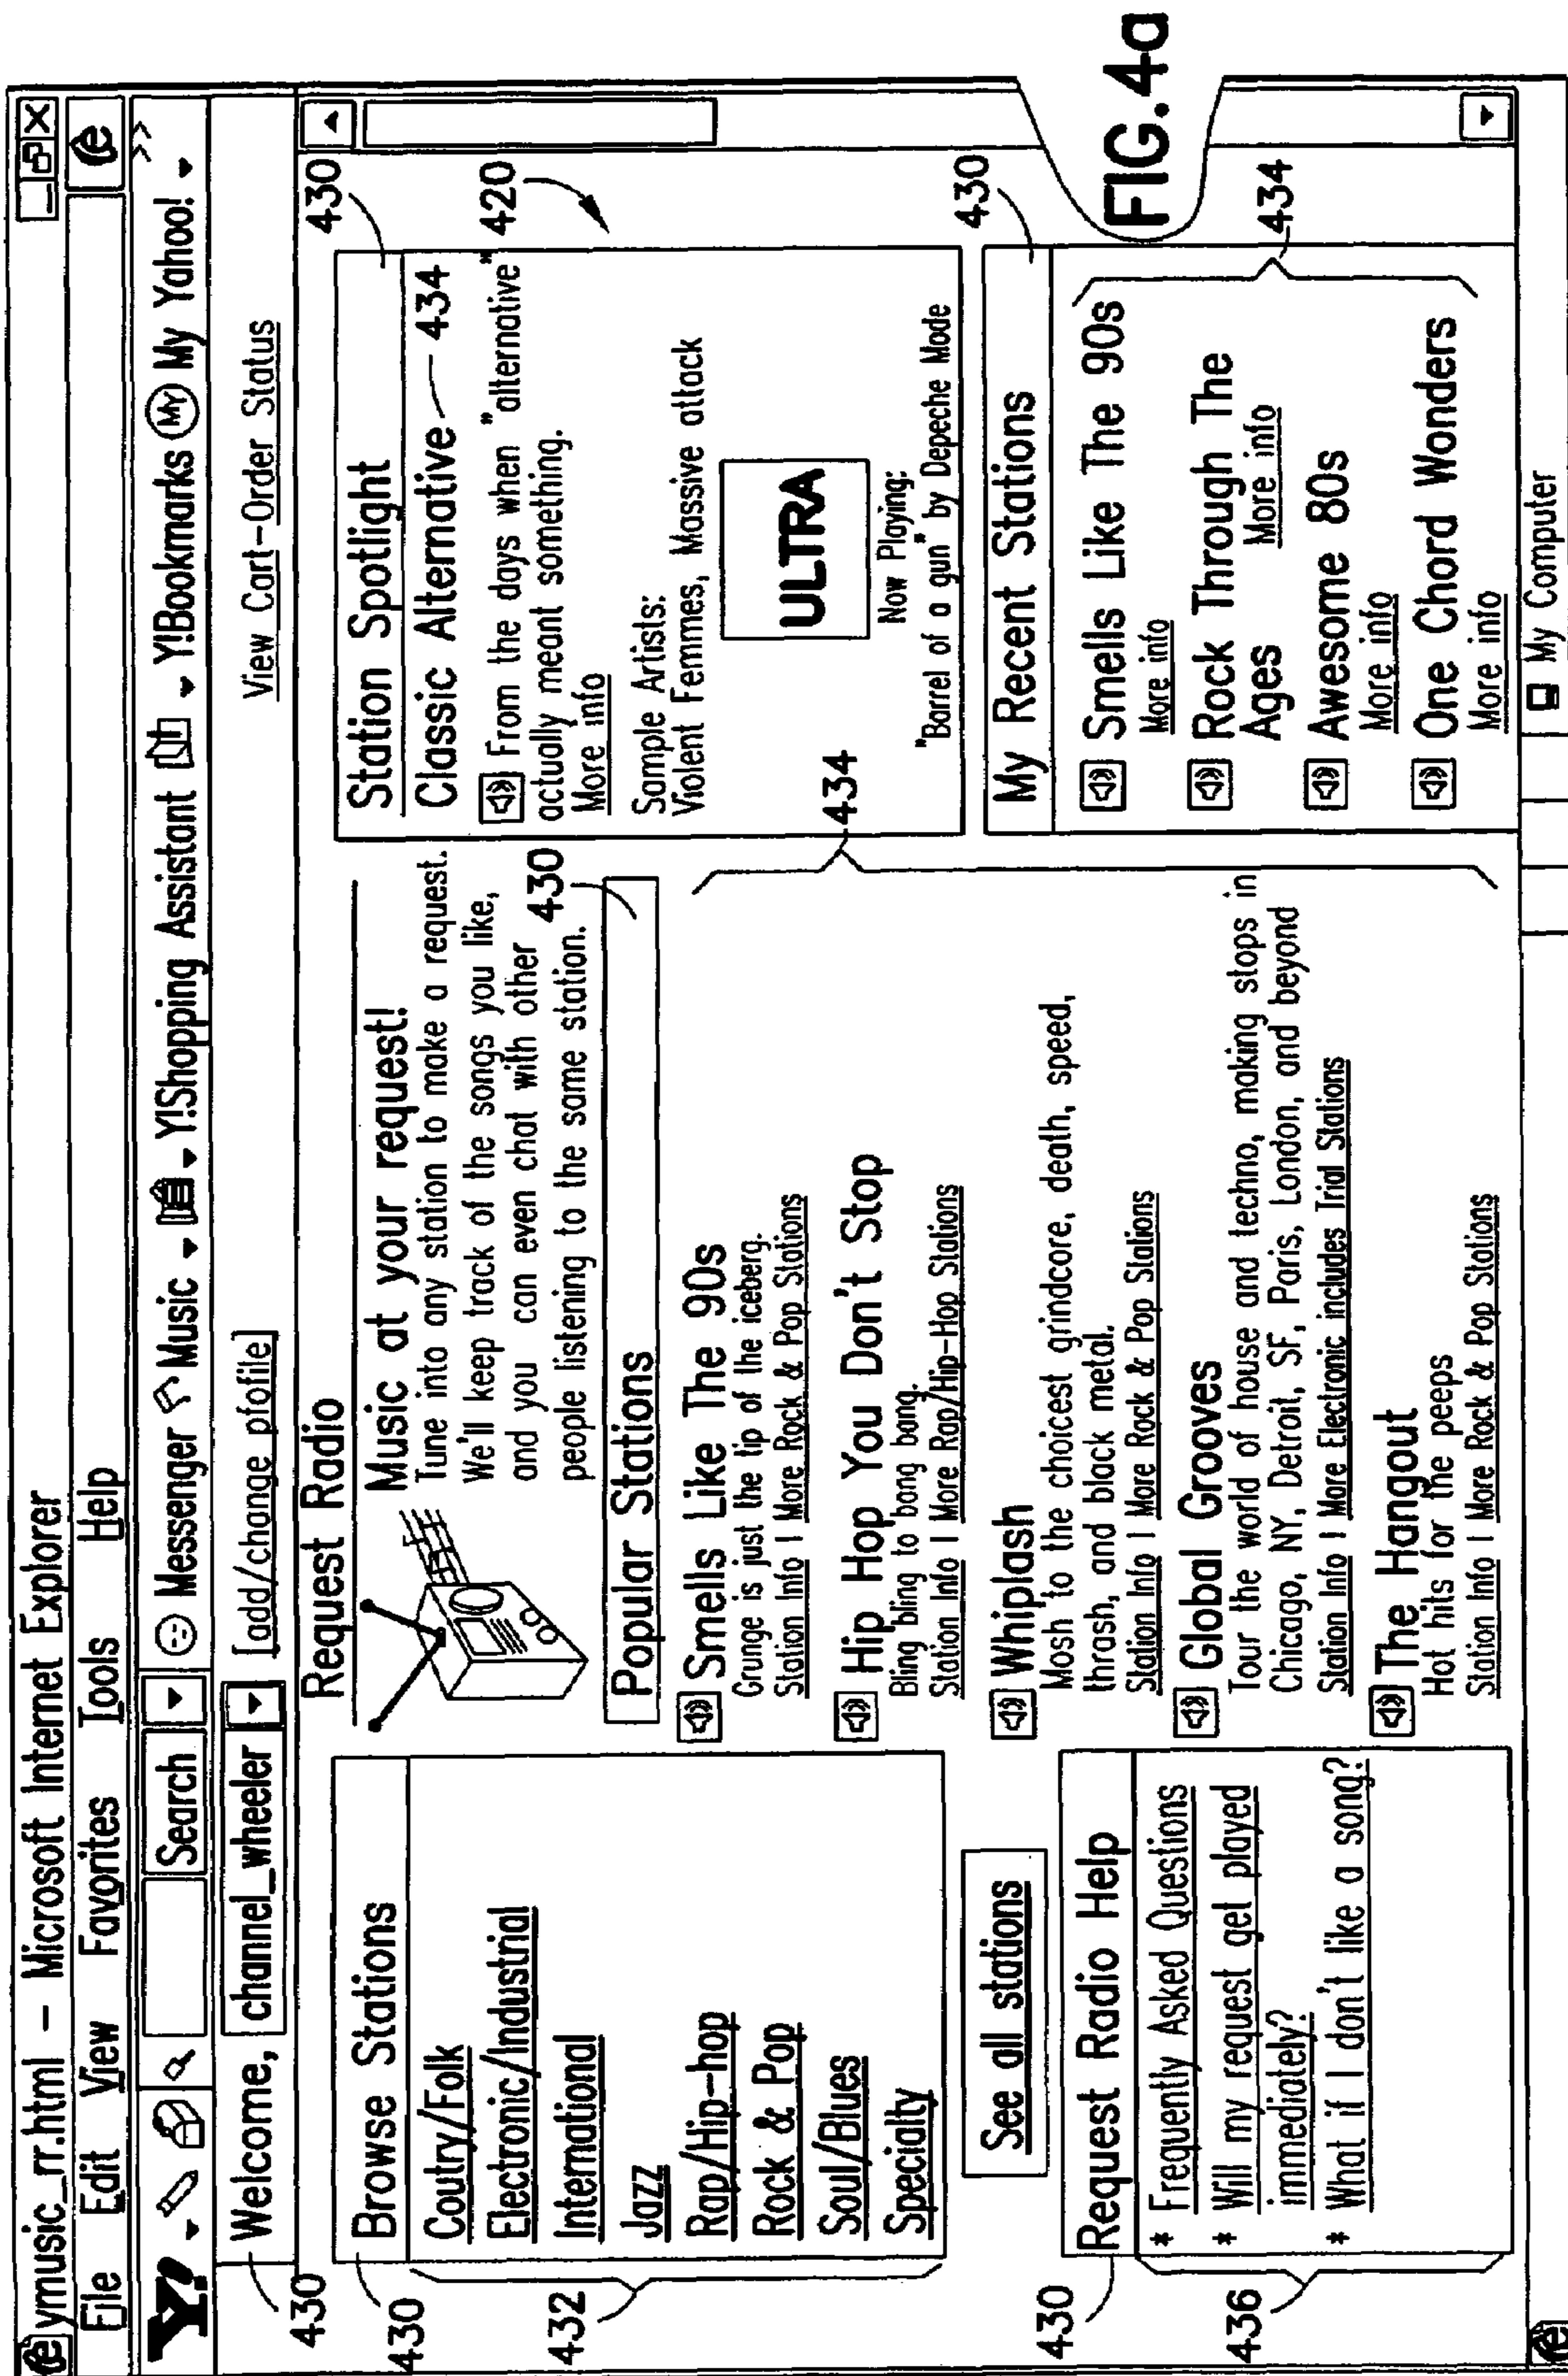 ymusic_rr.html – Microsoft Internet Explorer
File Edit View Favorites Tools Help
Y! Search Messenger Music Y!Shopping Assistant Y!Bookmarks My My Yahoo! >>
430
Welcome, channel_wheeler [add/change pfofile] View Cart-Order Status
430
Browse Stations
432
Coutry/Folk
Electronic/Industrial
International
Jazz
Rap/Hip-hop
Rock & Pop
Soul/Blues
Specialty
See all stations
430
Request Radio Help
436
* Frequently Asked Questions
* Will my request get played
immediately?
* What if I don't like a song?
Request Radio
Music at your request!
Tune into any station to make a request.
We'll keep track of the songs you like,
and you can even chat with other
people listening to the same station.
430
Popular Stations
434
Smells Like The 90s
Grunge is just the tip of the iceberg.
Station Info | More Rock & Pop Stations
Hip Hop You Don't Stop
Bling bling to bang bang.
Station Info | More Rap/Hip-Hop Stations
Whiplash
Mosh to the choicest grindcore, death, speed,
thrash, and black metal.
Station Info | More Rock & Pop Stations
Global Grooves
Tour the world of house and techno, making stops in
Chicago, NY, Detroit, SF, Paris, London, and beyond
Station Info | More Electronic includes Trial Stations
The Hangout
Hot hits for the peeps
Station Info | More Rock & Pop Stations
430
Station Spotlight
420
Classic Alternative 434
From the days when "alternative"
actually meant something.
More info
Sample Artists:
Violent Femmes, Massive attack
ULTRA
Now Playing:
"Barrel of a gun" by Depeche Mode
430
My Recent Stations
434
Smells Like The 90s
More info
Rock Through The
Ages More info
Awesome 80s
More info
One Chord Wonders
More info
My Computer
FIG.4a